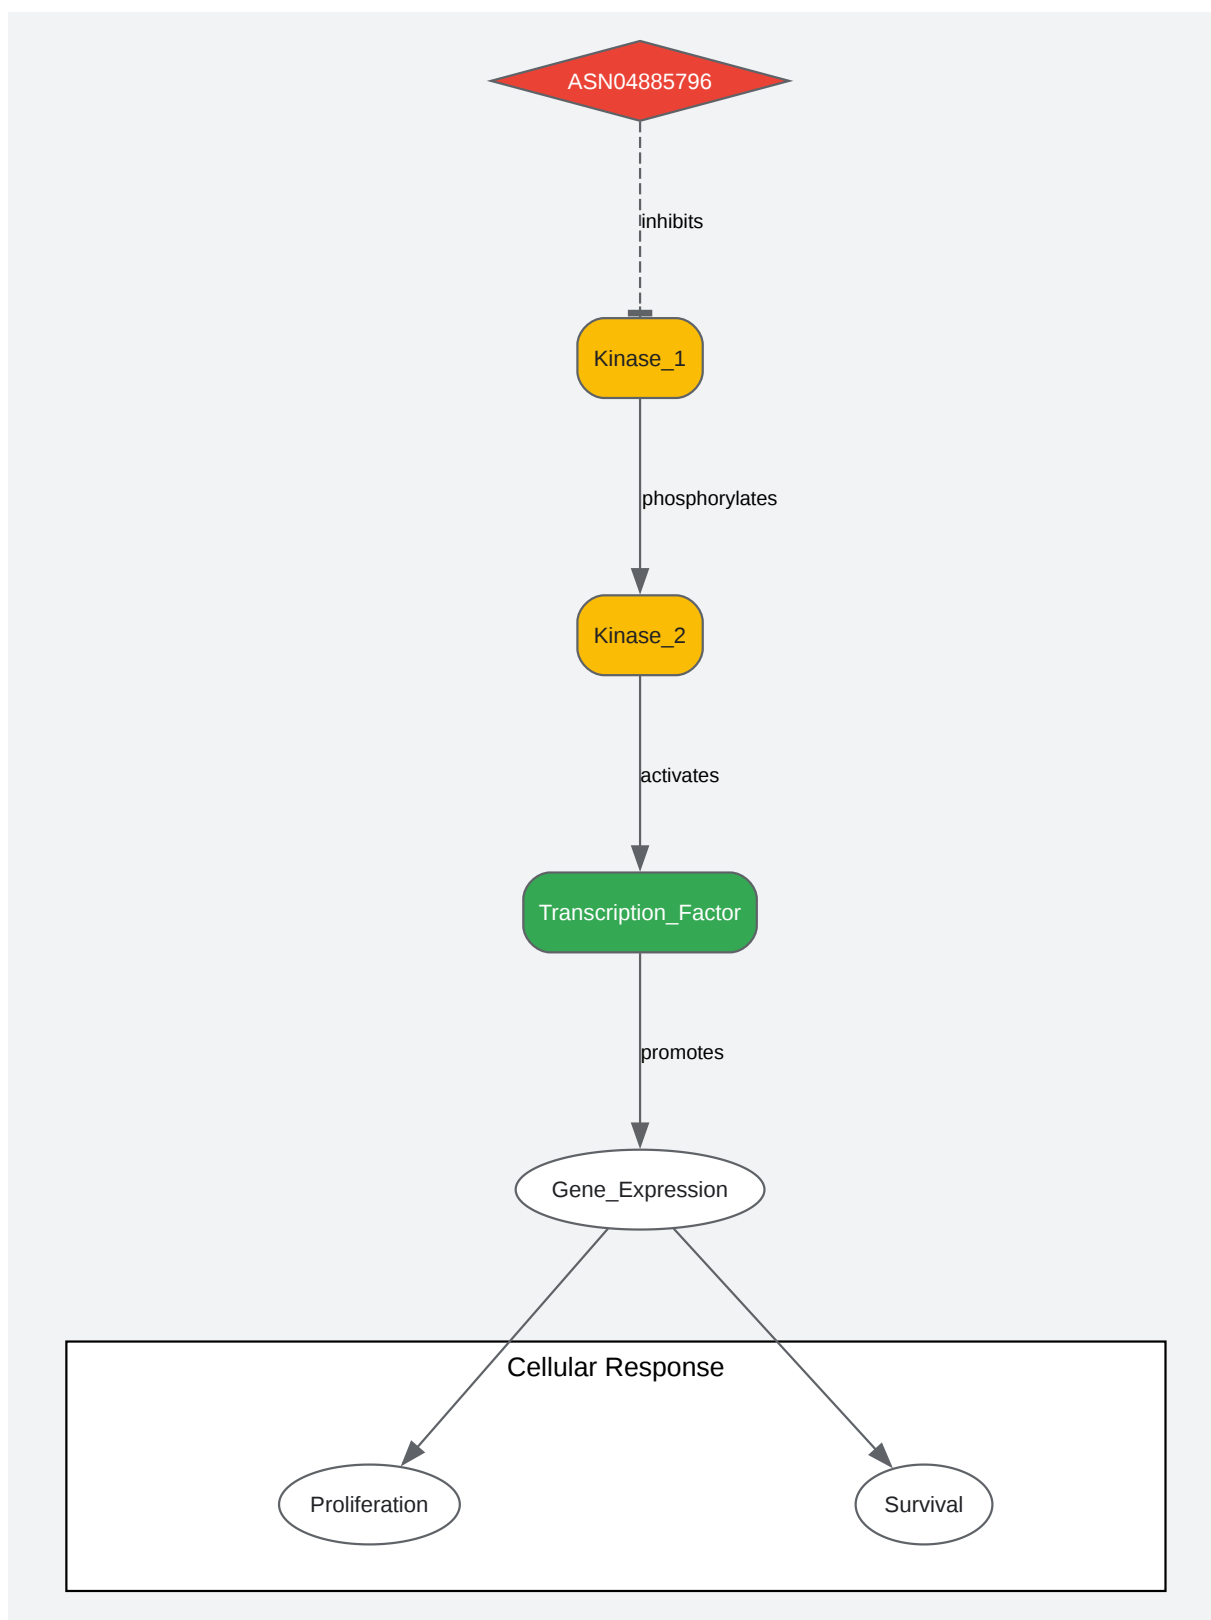 ASN04885796
inhibits
Kinase_1
phosphorylates
Kinase_2
activates
Transcription_Factor
promotes
Gene_Expression
Cellular Response
Proliferation
Survival